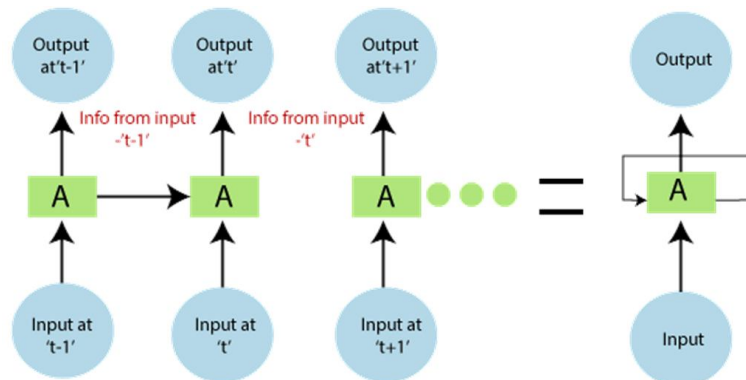 Output
at't-1'
Output
at't'
Output
at't+1'
Output
Info from input
-'t-1'
Info from input
-'t'
A
A
A
A
Input at
't-1'
Input at
't'
Input at
't+1'
Input